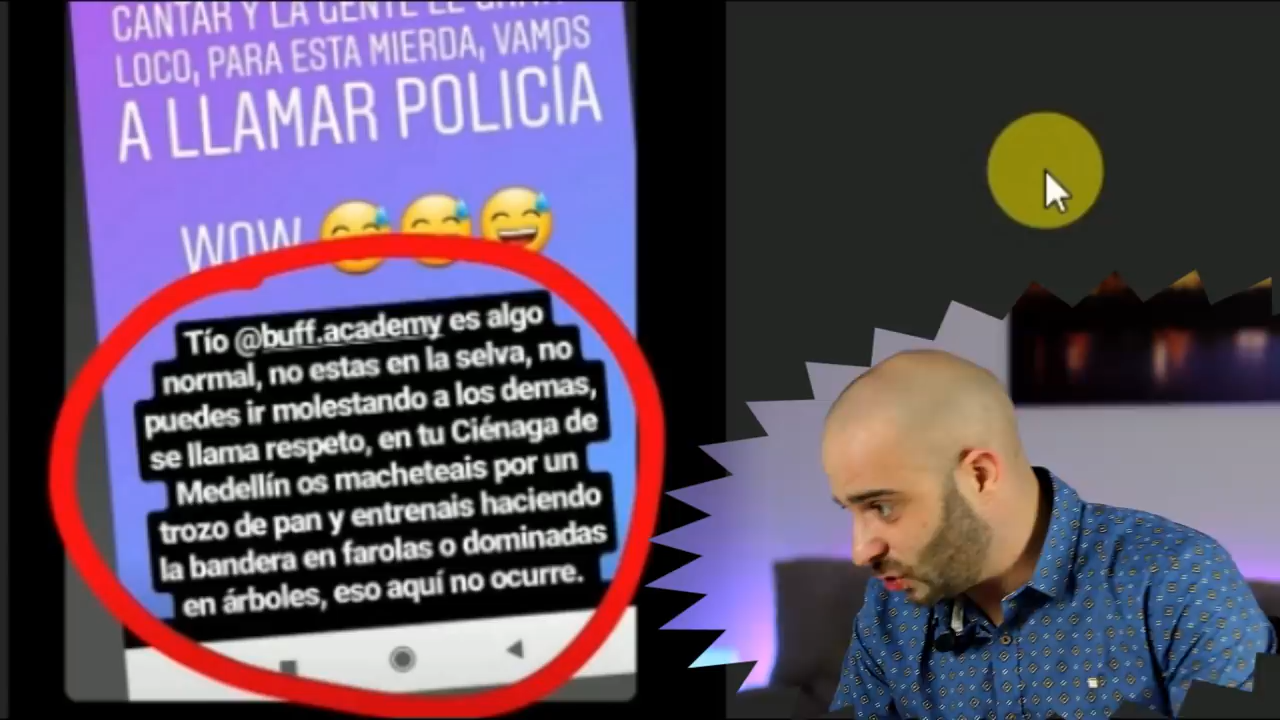 CANTAR Y LA GENTE LE
LOCO, PARA ESTA MIERDA, VAMOS
A LLAMAR POLICÍA
WOW 😅😅😅
Tío @buff.academy es algo
normal, no estas en la selva, no
puedes ir molestando a los demas,
se llama respeto, en tu Ciénaga de
Medellín os macheteais por un
trozo de pan y entrenais haciendo
la bandera en farolas o dominadas
en árboles, eso aquí no ocurre.